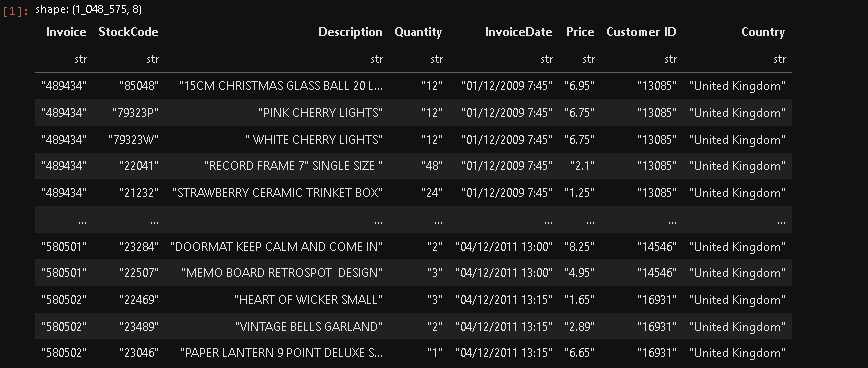 [1]: shape: (1_048_575, 8)
Invoice StockCode Description Quantity InvoiceDate Price Customer ID Country
str str str str str str str str
"489434" "85048" "15CM CHRISTMAS GLASS BALL 20 L... "12" "01/12/2009 7:45" "6.95" "13085" "United Kingdom"
"489434" "79323P" "PINK CHERRY LIGHTS" "12" "01/12/2009 7:45" "6.75" "13085" "United Kingdom"
"489434" "79323W" " WHITE CHERRY LIGHTS" "12" "01/12/2009 7:45" "6.75" "13085" "United Kingdom"
"489434" "22041" "RECORD FRAME 7" SINGLE SIZE " "48" "01/12/2009 7:45" "2.1" "13085" "United Kingdom"
"489434" "21232" "STRAWBERRY CERAMIC TRINKET BOX" "24" "01/12/2009 7:45" "1.25" "13085" "United Kingdom"
... ... ... ... ... ... ... ...
"580501" "23284" "DOORMAT KEEP CALM AND COME IN" "2" "04/12/2011 13:00" "8.25" "14546" "United Kingdom"
"580501" "22507" "MEMO BOARD RETROSPOT  DESIGN" "3" "04/12/2011 13:00" "4.95" "14546" "United Kingdom"
"580502" "22469" "HEART OF WICKER SMALL" "3" "04/12/2011 13:15" "1.65" "16931" "United Kingdom"
"580502" "23489" "VINTAGE BELLS GARLAND" "2" "04/12/2011 13:15" "2.89" "16931" "United Kingdom"
"580502" "23046" "PAPER LANTERN 9 POINT DELUXE S... "1" "04/12/2011 13:15" "6.65" "16931" "United Kingdom"